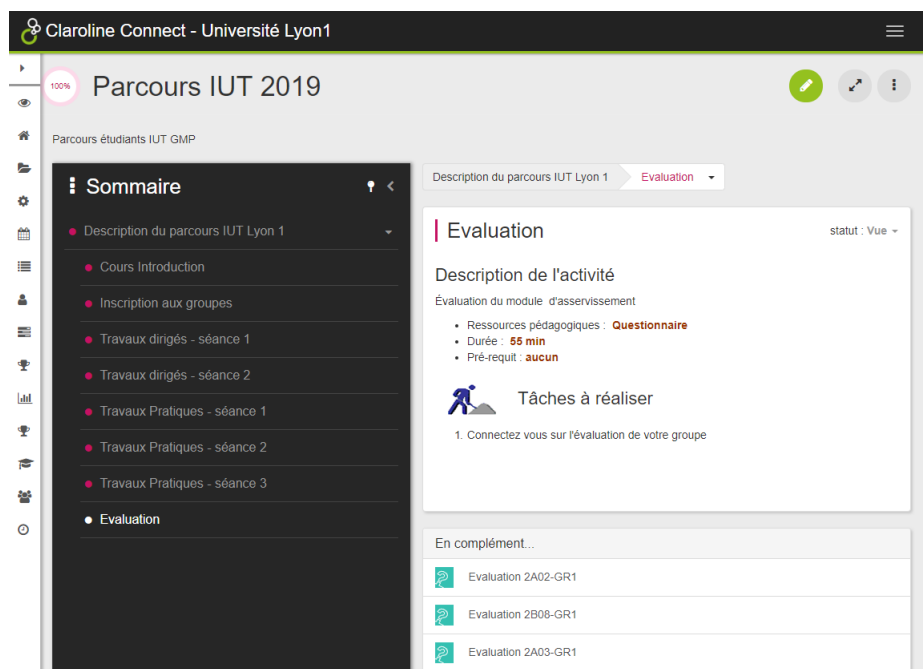 Claroline Connect - Université Lyon1
100%
Parcours IUT 2019
Parcours étudiants IUT GMP
Sommaire
Description du parcours IUT Lyon 1
Cours Introduction
Inscription aux groupes
Travaux dirigés - séance 1
Travaux dirigés - séance 2
Travaux Pratiques - séance 1
Travaux Pratiques - séance 2
Travaux Pratiques - séance 3
Evaluation
Description du parcours IUT Lyon 1 Evaluation
Evaluation statut : Vue
Description de l'activité
Évaluation du module d'asservissement
Ressources pédagogiques : Questionnaire
Durée : 55 min
Pré-requit : aucun
Tâches à réaliser
1. Connectez vous sur l'évaluation de votre groupe
En complément...
Evaluation 2A02-GR1
Evaluation 2B08-GR1
Evaluation 2A03-GR1